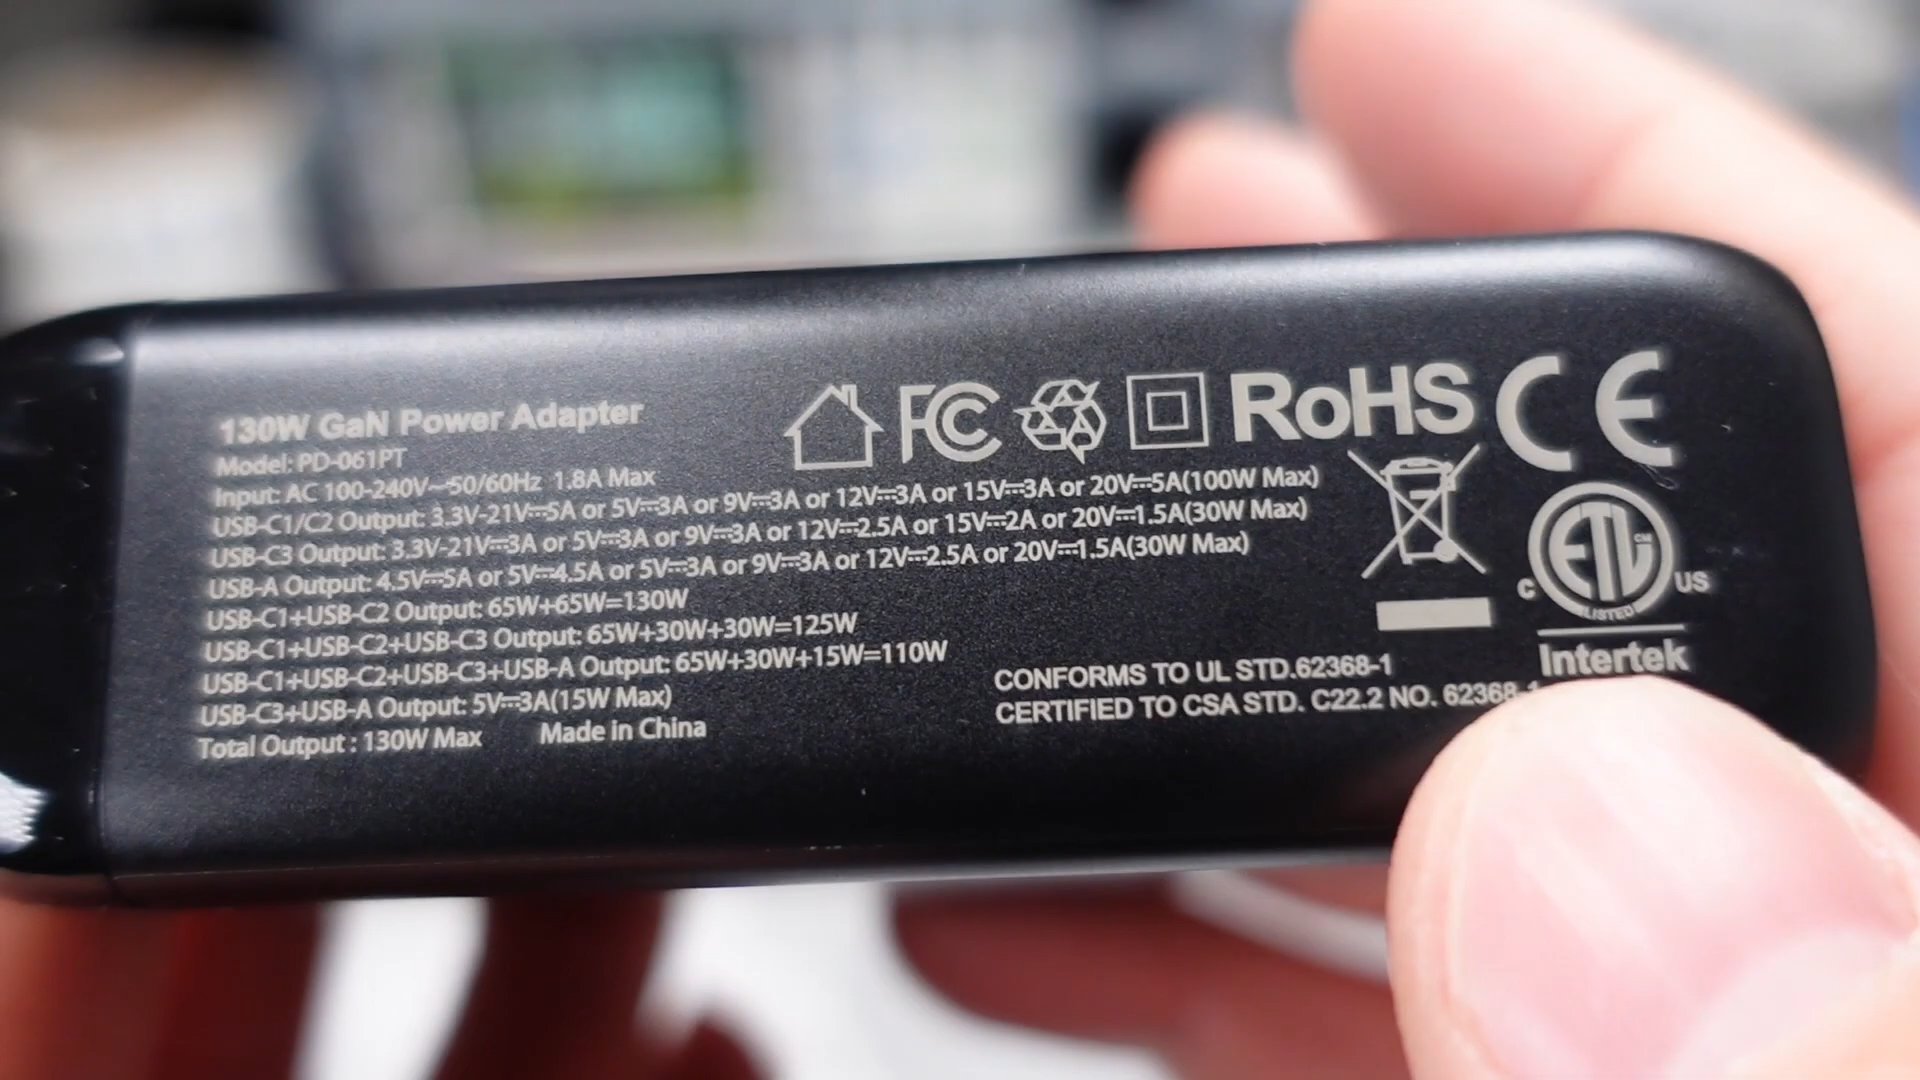 130W GaN Power Adapter
Model: PD-061PT
Input: AC 100-240V~50/60Hz 1.8A Max
USB-C1/C2 Output: 3.3V-21V⎓5A or 5V⎓3A or 9V⎓3A or 12V⎓3A or 15V⎓3A or 20V⎓5A(100W Max)
USB-C3 Output: 3.3V-21V⎓3A or 5V⎓3A or 9V⎓3A or 12V⎓2.5A or 15V⎓2A or 20V⎓1.5A(30W Max)
USB-A Output: 4.5V⎓5A or 5V⎓4.5A or 5V⎓3A or 9V⎓3A or 12V⎓2.5A or 20V⎓1.5A(30W Max)
USB-C1+USB-C2 Output: 65W+65W=130W
USB-C1+USB-C2+USB-C3 Output: 65W+30W+30W=125W
USB-C1+USB-C2+USB-C3+USB-A Output: 65W+30W+15W=110W
USB-C3+USB-A Output: 5V⎓3A(15W Max)
Total Output : 130W Max Made in China
FC RoHS CE
ETL CM
C US
LISTED
Intertek
CONFORMS TO UL STD.62368-1
CERTIFIED TO CSA STD. C22.2 NO. 62368-1